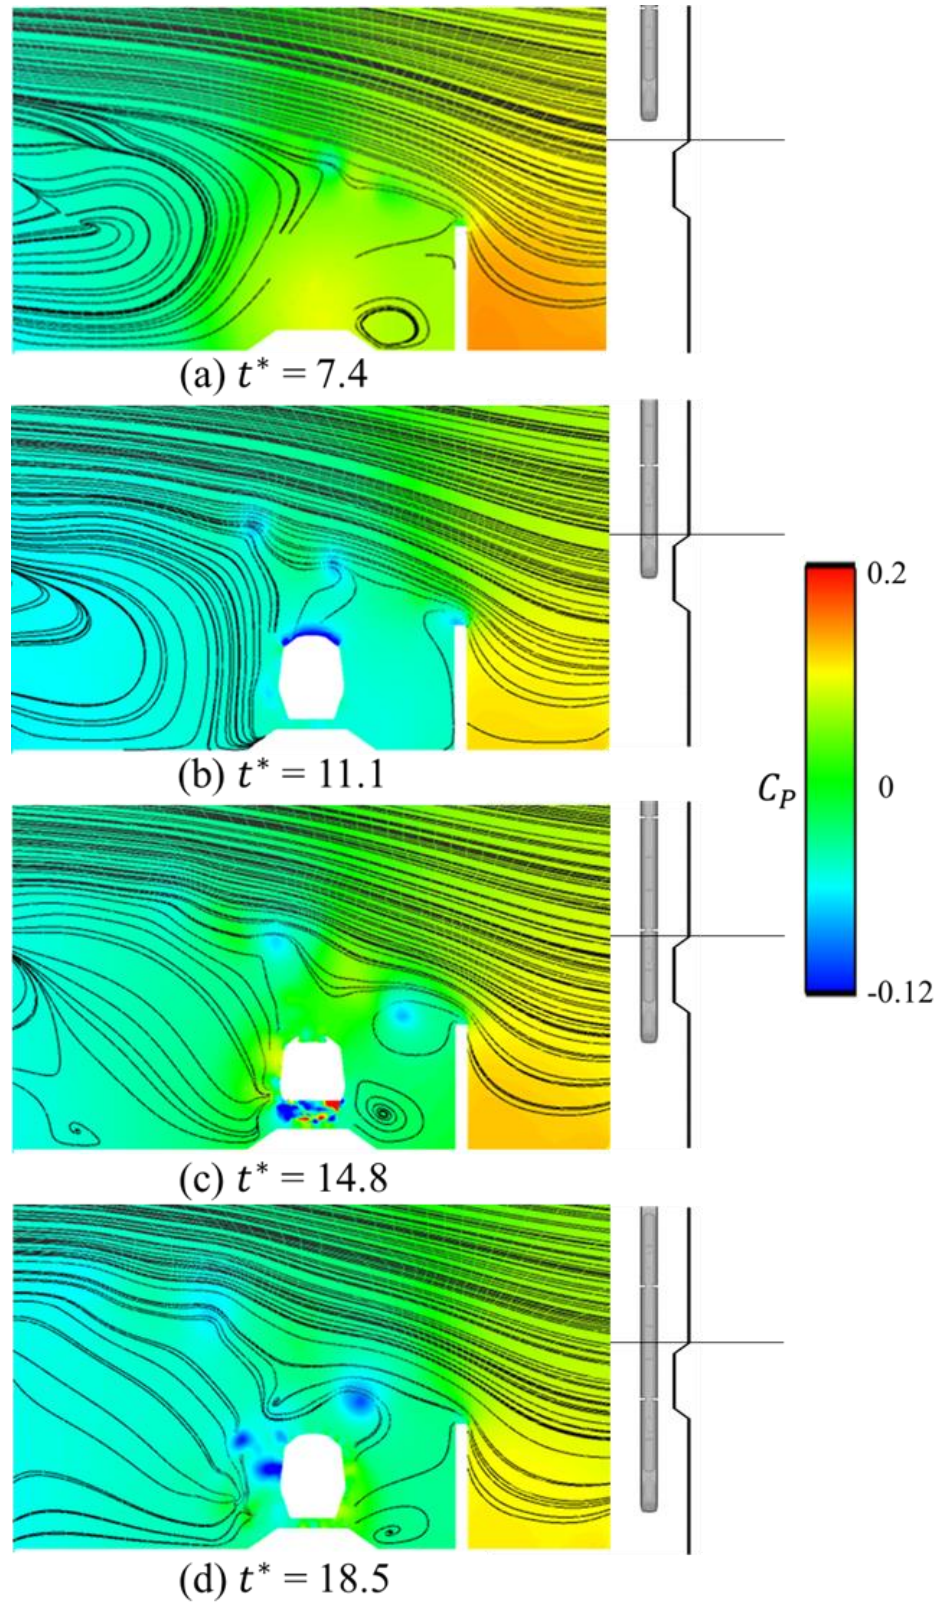 (a) t* = 7.4
(b) t* = 11.1
0.2
C_P
0
-0.12
(c) t* = 14.8
(d) t* = 18.5